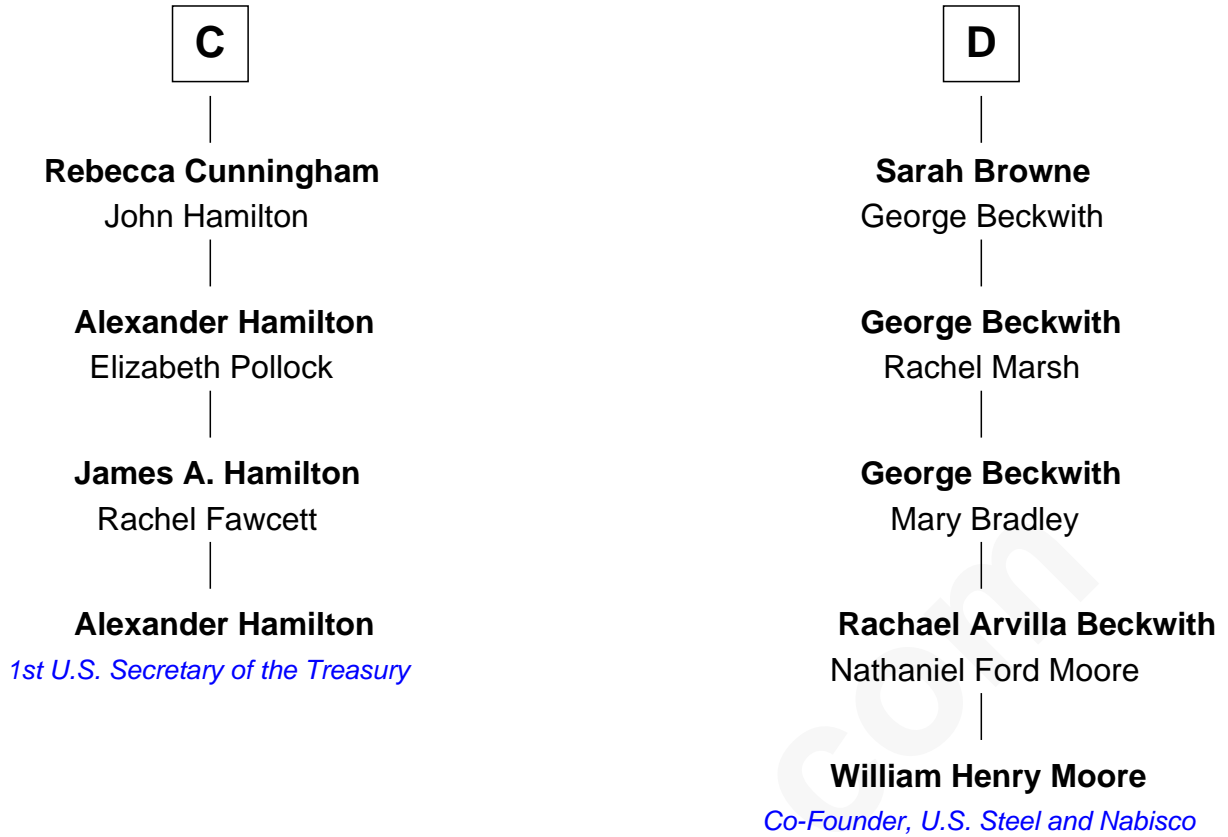 C
Rebecca Cunningham
John Hamilton
Alexander Hamilton
Elizabeth Pollock
James A. Hamilton
Rachel Fawcett
Alexander Hamilton
1st U.S. Secretary of the Treasury
D
Sarah Browne
George Beckwith
George Beckwith
Rachel Marsh
George Beckwith
Mary Bradley
Rachael Arvilla Beckwith
Nathaniel Ford Moore
William Henry Moore
Co-Founder, U.S. Steel and Nabisco
com